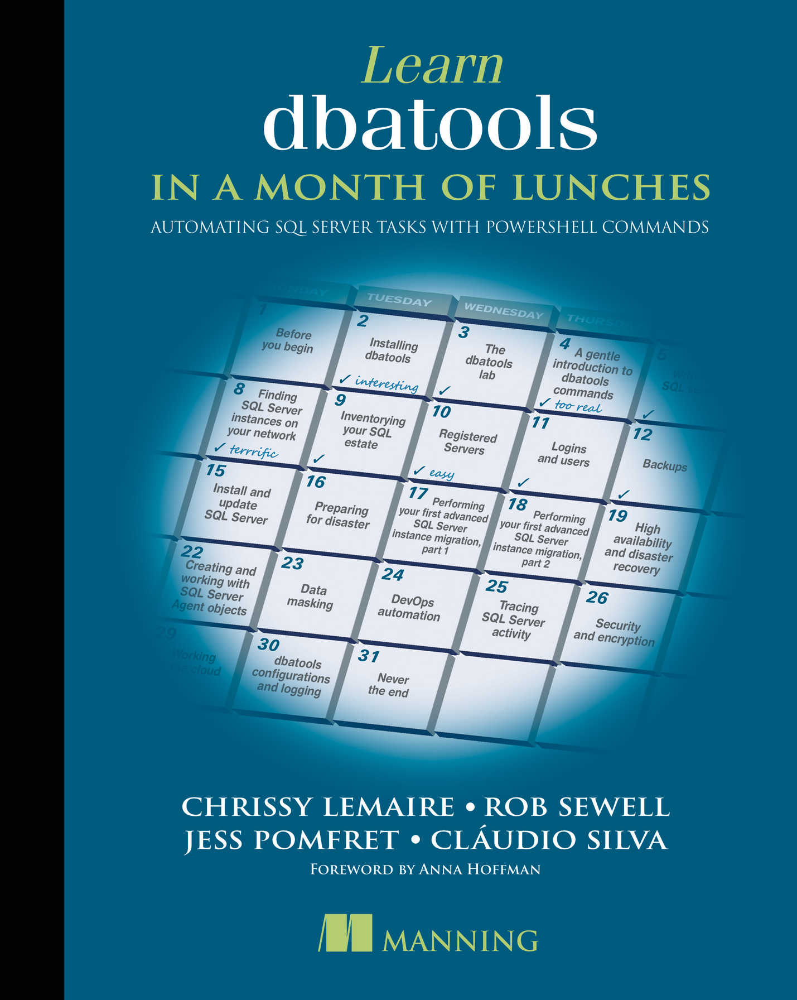 Learn
dbatools
IN A MONTH OF LUNCHES
AUTOMATING SQL SERVER TASKS WITH POWERSHELL COMMANDS
MONDAY
TUESDAY
WEDNESDAY
THURSDAY
1
Before
you begin
2
Installing
dbatools
✓ interesting
3
The
dbatools
lab
✓
4
A gentle
introduction to
dbatools
commands
✓ too real
5
SQL
✓
8
Finding
SQL Server
instances on
your network
✓ terrrific
9
Inventorying
your SQL
estate
✓
10
Registered
Servers
✓ easy
11
Logins
and users
✓
12
Backups
✓
15
Install and
update
SQL Server
16
Preparing
for disaster
17
Performing
your first advanced
SQL Server
instance migration,
part 1
18
Performing
your first advanced
SQL Server
instance migration,
part 2
19
High
availability
and disaster
recovery
22
Creating and
working with
SQL Server
Agent objects
23
Data
masking
24
DevOps
automation
25
Tracing
SQL Server
activity
26
Security
and encryption
29
Working
the cloud
30
dbatools
configurations
and logging
31
Never
the end
CHRISSY LEMAIRE • ROB SEWELL
JESS POMFRET • CLÁUDIO SILVA
FOREWORD BY ANNA HOFFMAN
MANNING